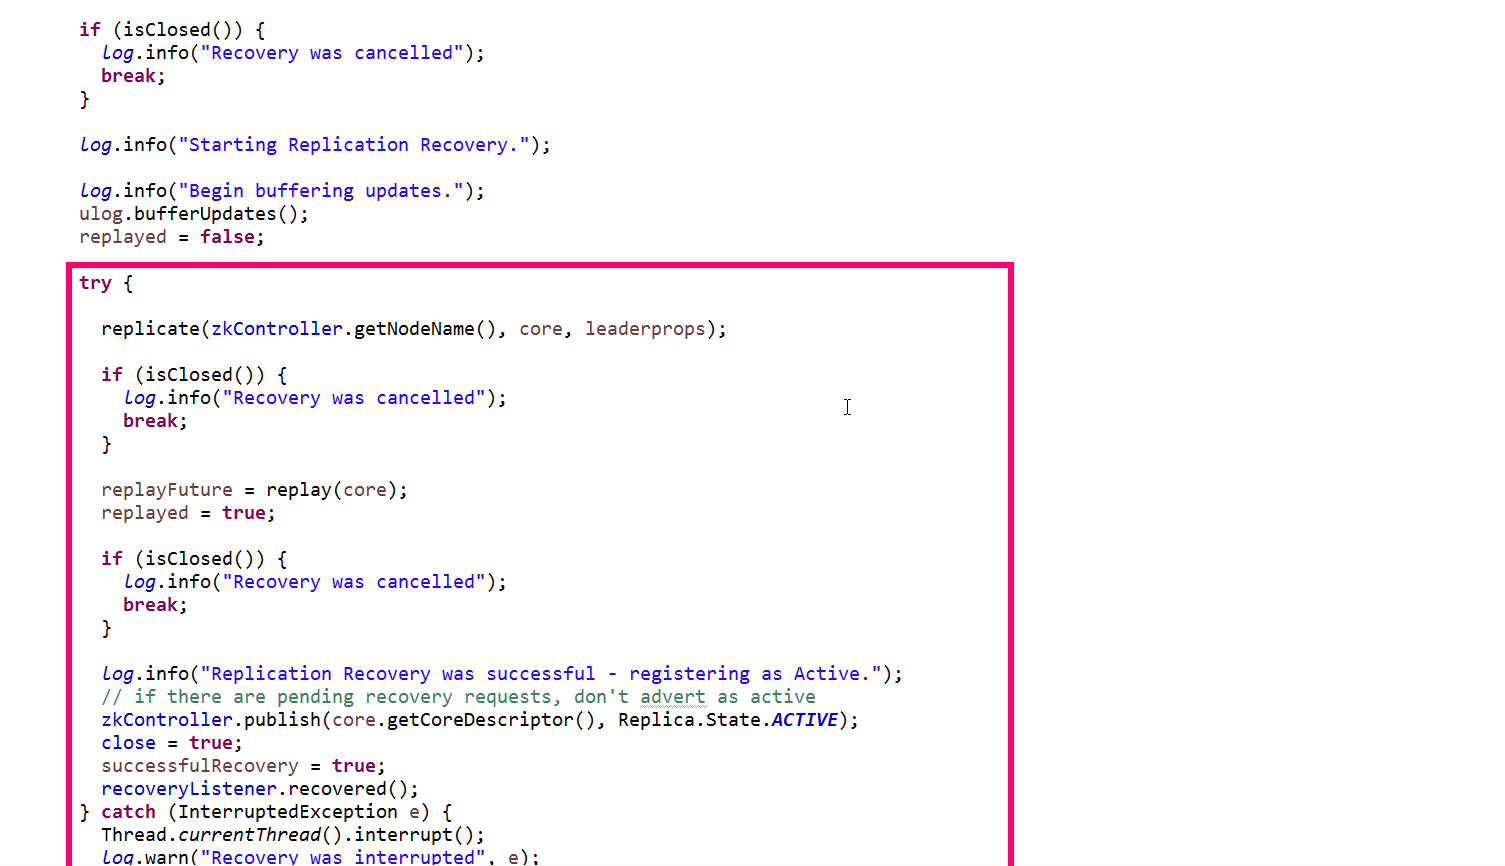 if (isClosed()) {
log.info("Recovery was cancelled");
break;
}
log.info("Starting Replication Recovery.");
log.info("Begin buffering updates.");
ulog.bufferUpdates();
replayed = false;
try {
replicate(zkController.getNodeName(), core, leaderprops);
if (isClosed()) {
log.info("Recovery was cancelled");
break;
}
replayFuture = replay(core);
replayed = true;
if (isClosed()) {
log.info("Recovery was cancelled");
break;
}
log.info("Replication Recovery was successful - registering as Active.");
// if there are pending recovery requests, don't advert as active
zkController.publish(core.getCoreDescriptor(), Replica.State.ACTIVE);
close = true;
successfulRecovery = true;
recoveryListener.recovered();
} catch (InterruptedException e) {
Thread.currentThread().interrupt();
log.warn("Recovery was interrupted", e);